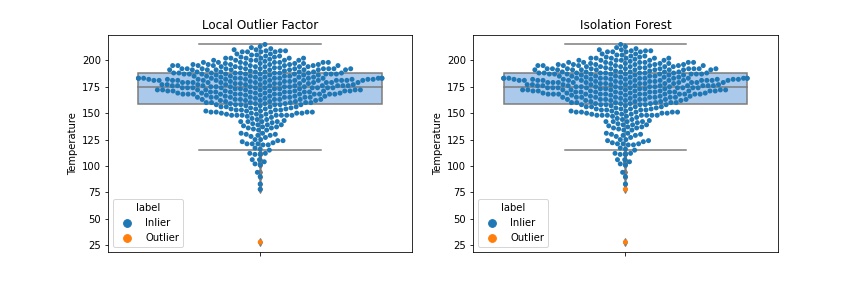 Local Outlier Factor
Temperature
200
175
150
125
100
75
50
25
label
Inlier
Outlier
Isolation Forest
Temperature
200
175
150
125
100
75
50
25
label
Inlier
Outlier